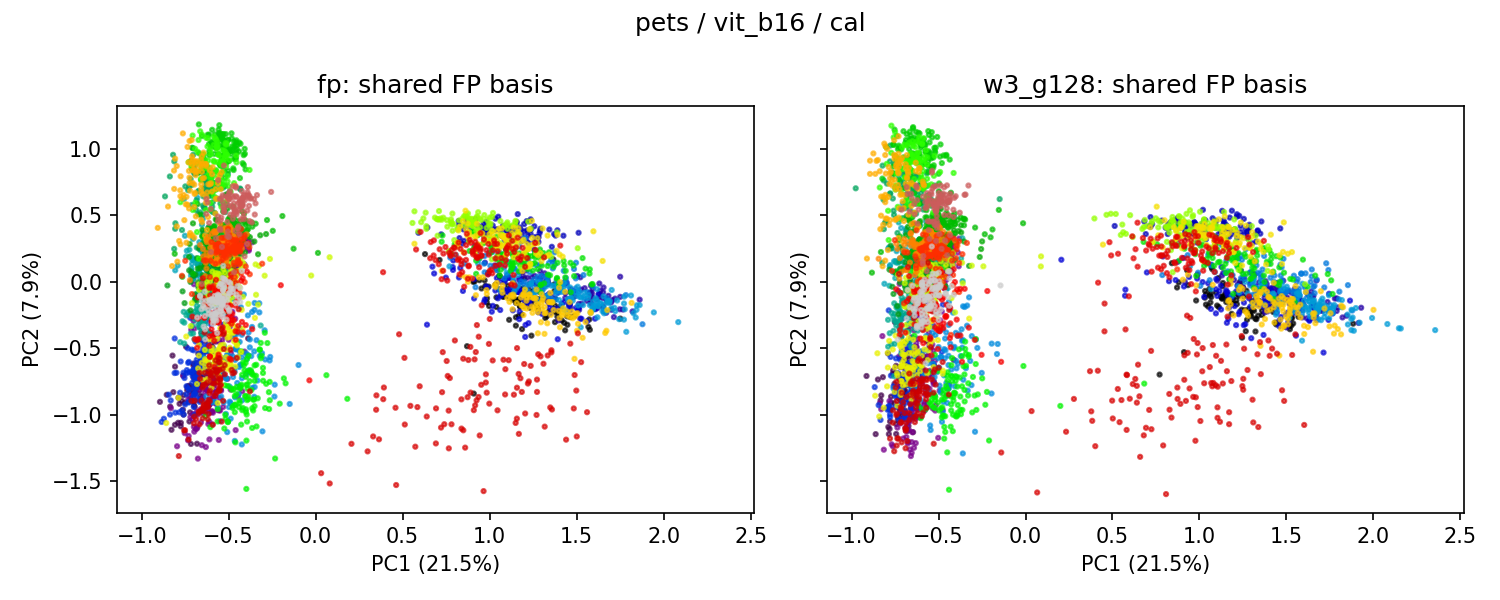 pets / vit_b16 / cal
fp: shared FP basis
w3_g128: shared FP basis
PC2 (7.9%)
1.0
0.5
0.0
−0.5
−1.0
−1.5
−1.0 −0.5 0.0 0.5 1.0 1.5 2.0 2.5
PC1 (21.5%)
PC2 (7.9%)
−1.0 −0.5 0.0 0.5 1.0 1.5 2.0 2.5
PC1 (21.5%)